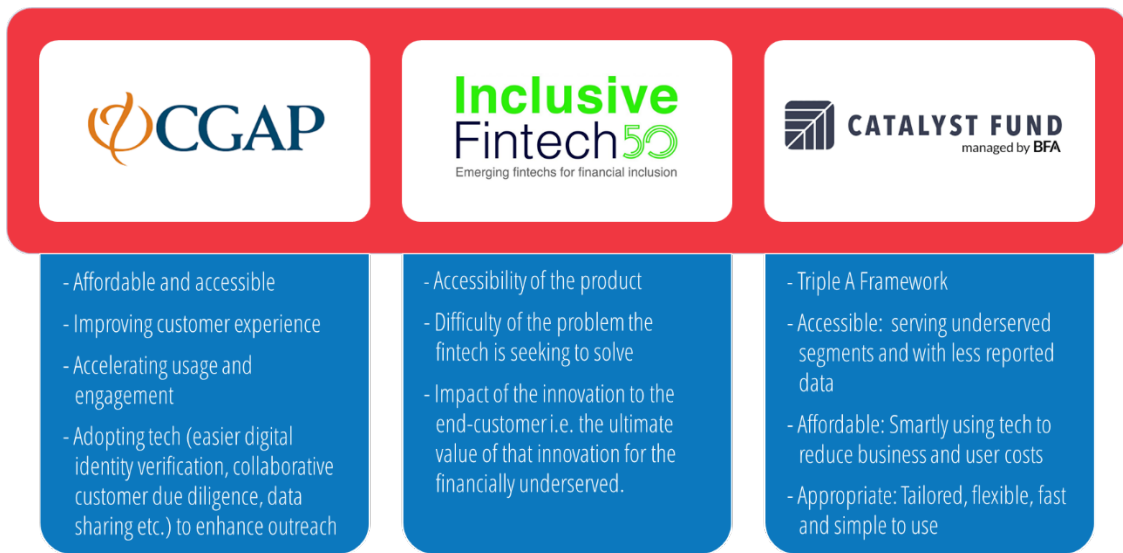 CGAP
Inclusive
Fintech50
Emerging fintechs for financial inclusion
CATALYST FUND
managed by BFA
- Affordable and accessible
- Improving customer experience
- Accelerating usage and
engagement
- Adopting tech (easier digital
identity verification, collaborative
customer due diligence, data
sharing etc.) to enhance outreach
- Accessibility of the product
- Difficulty of the problem the
fintech is seeking to solve
- Impact of the innovation to the
end-customer i.e. the ultimate
value of that innovation for the
financially underserved.
- Triple A Framework
- Accessible: serving underserved
segments and with less reported
data
- Affordable: Smartly using tech to
reduce business and user costs
- Appropriate: Tailored, flexible, fast
and simple to use